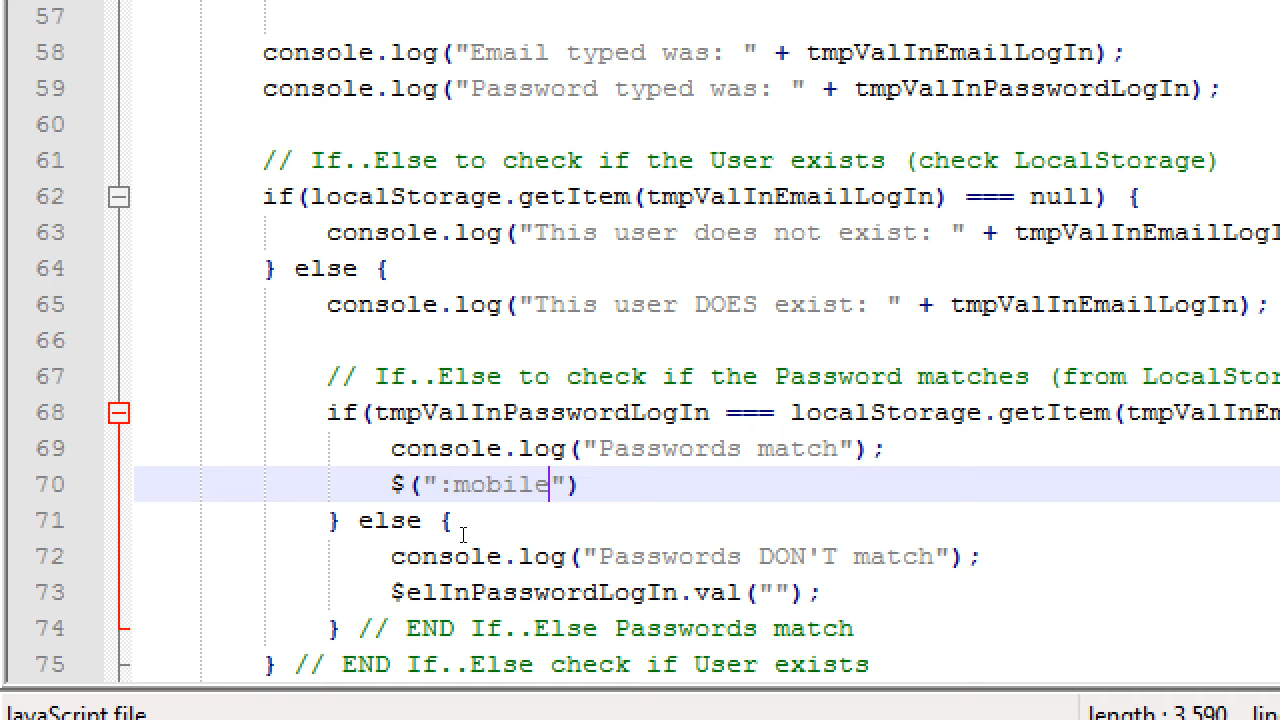 57
58 console.log("Email typed was: " + tmpValInEmailLogIn);
59 console.log("Password typed was: " + tmpValInPasswordLogIn);
60
61 // If..Else to check if the User exists (check LocalStorage)
62 if(localStorage.getItem(tmpValInEmailLogIn) === null) {
63 console.log("This user does not exist: " + tmpValInEmailLogI
64 } else {
65 console.log("This user DOES exist: " + tmpValInEmailLogIn);
66
67 // If..Else to check if the Password matches (from LocalStor
68 if(tmpValInPasswordLogIn === localStorage.getItem(tmpValInEm
69 console.log("Passwords match");
70 $(":mobile")
71 } else {
72 console.log("Passwords DON'T match");
73 $elInPasswordLogIn.val("");
74 } // END If..Else Passwords match
75 } // END If..Else check if User exists
JavaScript file length : 3,590 lin